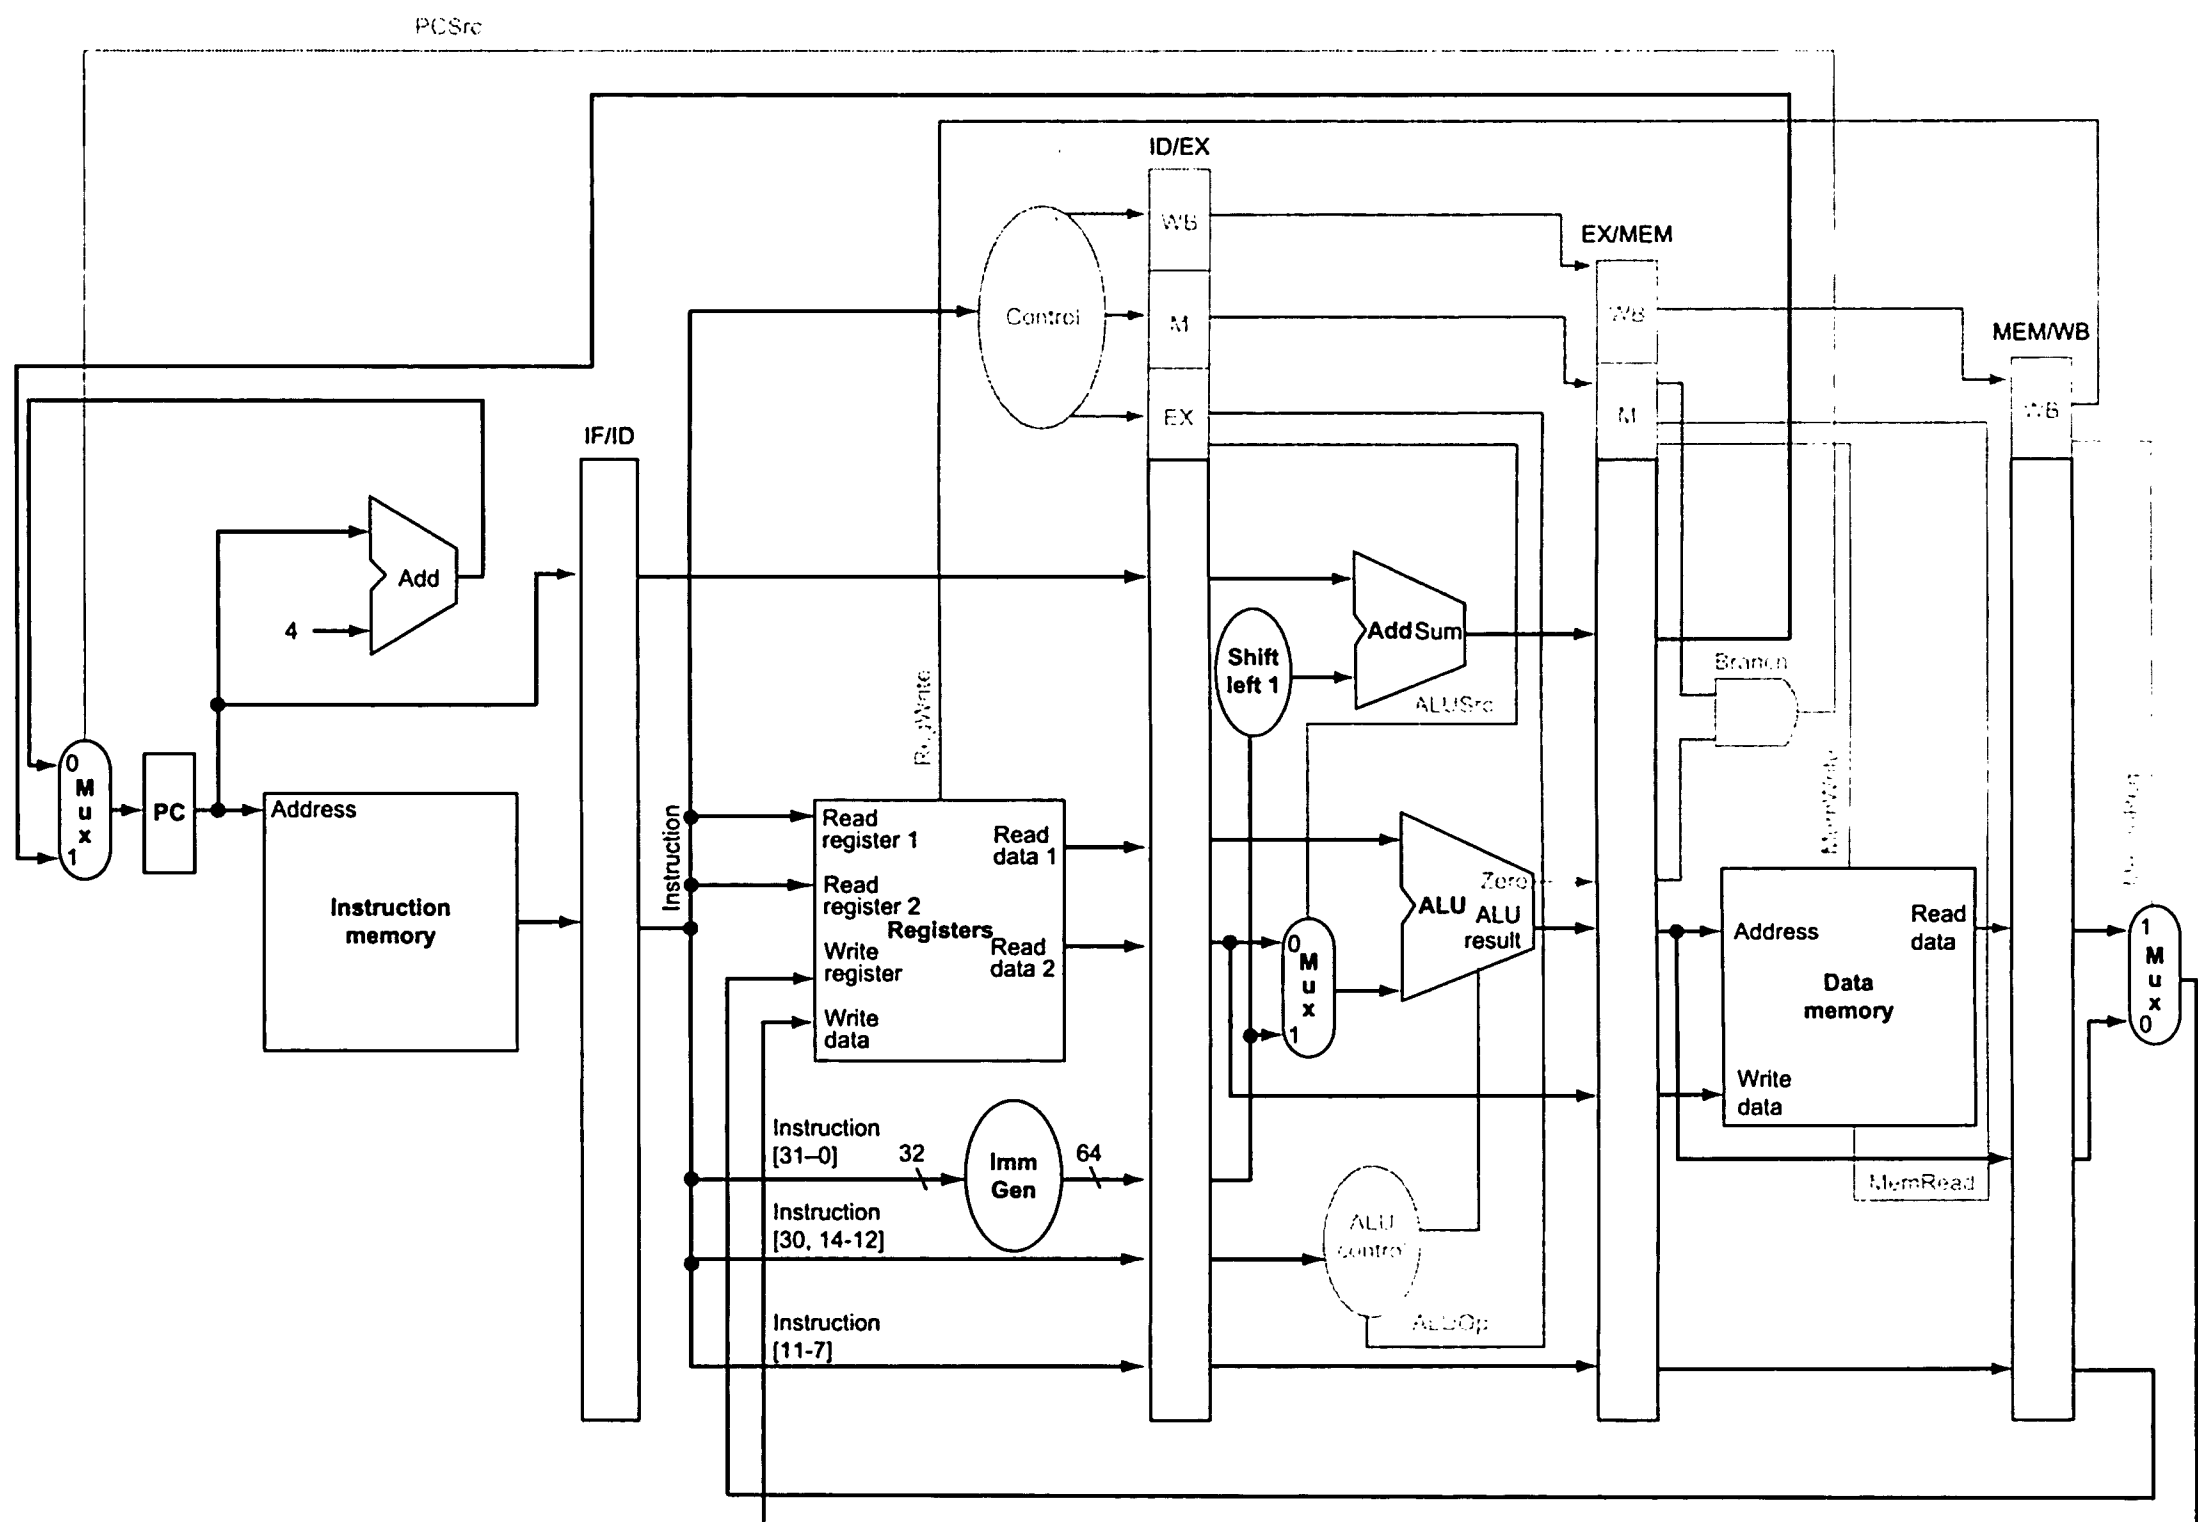 PCSrc
ID/EX
WB
EX/MEM
Control
M
WB
MEM/WB
EX
M
WB
IF/ID
Add
4
Shift
left 1
Add Sum
Branch
ALUSrc
RegWrite
MemWrite
0
M
u
x
1
PC
Address
Instruction
memory
Instruction
Read
register 1
Read
data 1
Read
register 2
Registers
Write
register
Read
data 2
Write
data
Zero
ALU
ALU
result
0
M
u
x
1
Address
Read
data
Data
memory
Write
data
1
M
u
x
0
MemRead
Instruction
[31–0]
32
Imm
Gen
64
Instruction
[30, 14-12]
ALU
control
Instruction
[11-7]
ALUOp